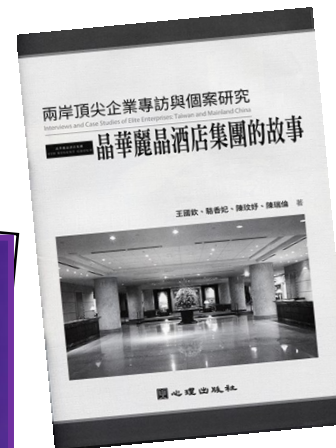 兩岸頂尖企業專訪與個案研究
Interviews and Case Studies of Elite Enterprises: Taiwan and Mainland China
晶華麗晶酒店集團的故事
王國欽、駱香妃、陳玟妤、陳瑞倫 著
心理出版社